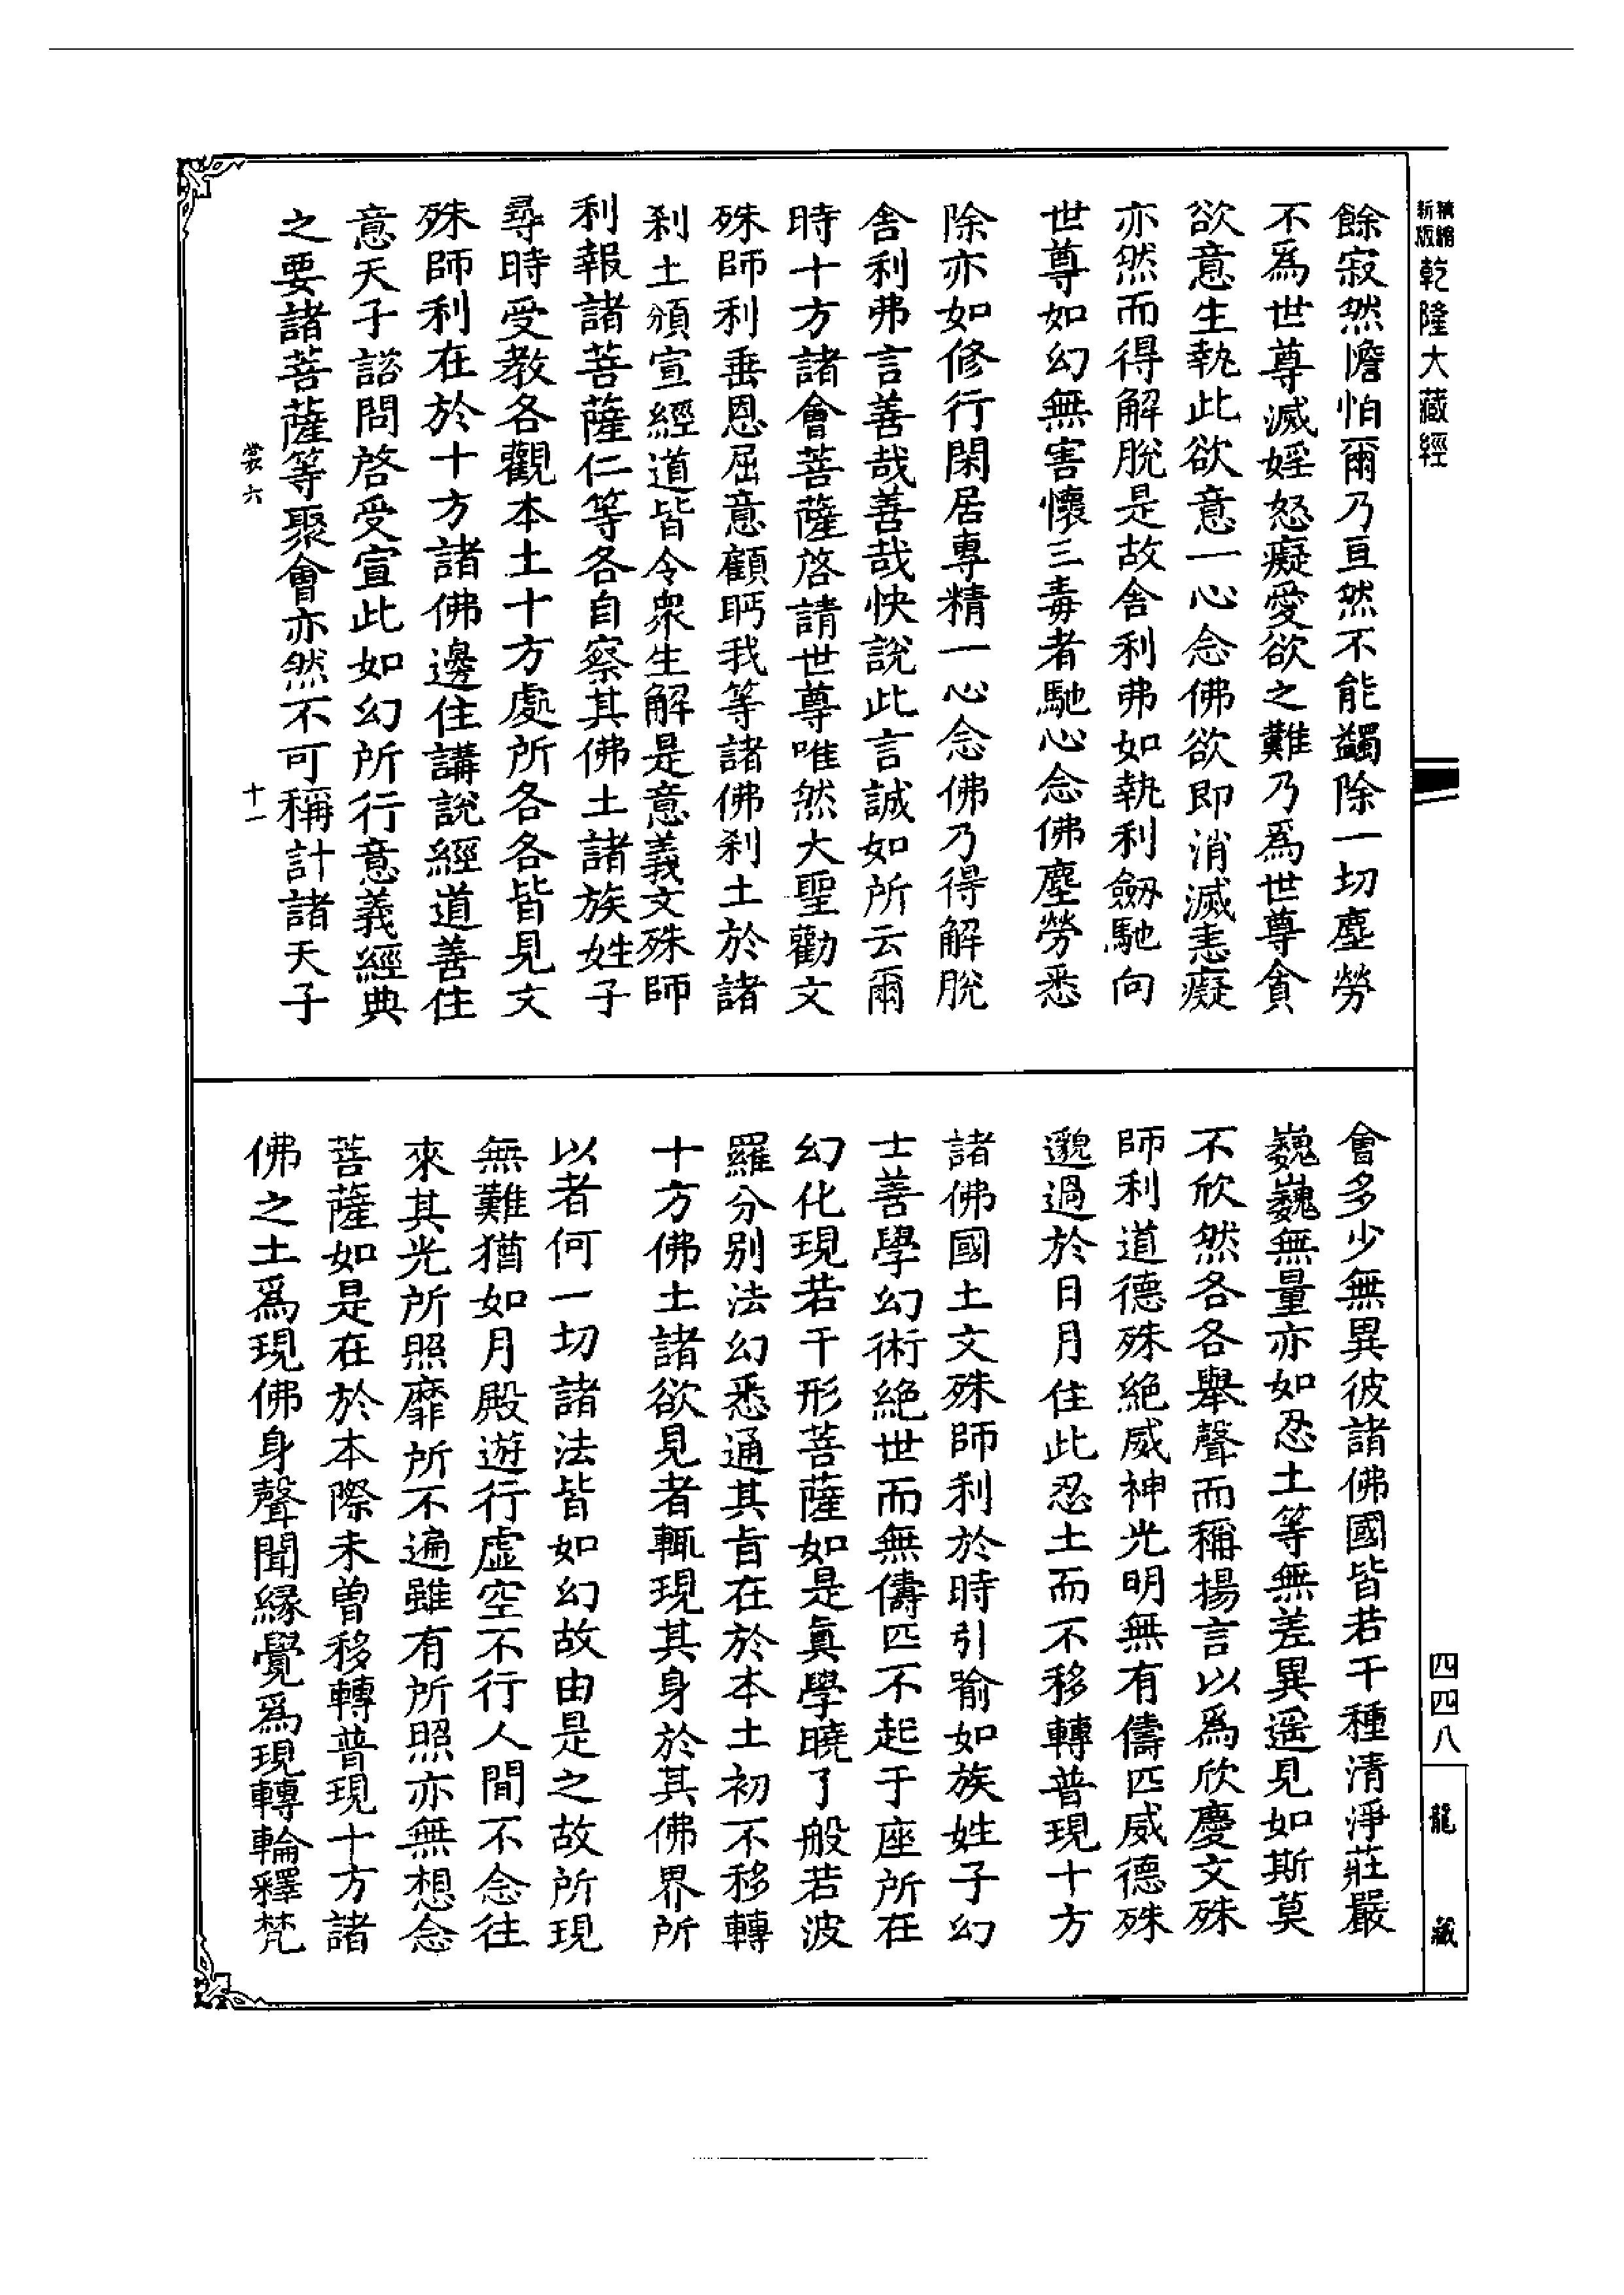 新版精縮乾隆大藏經
餘寂然憺怕爾乃亘然不能蠲除一切塵勞
不爲世尊滅婬怒癡愛欲之難乃爲世尊貪
欲意生執此欲意一心念佛欲即消滅恚癡
亦然而得解脫是故舍利弗如執利劒馳向
世尊如幻無害懷三毒者馳心念佛塵勞悉
除亦如修行閑居專精一心念佛乃得解脫
舍利弗言善哉善哉快說此言誠如所云爾
時十方諸會菩薩啓請世尊唯然大聖勸文
殊師利垂恩屈意顧眄我等諸佛刹土於諸
刹土頒宣經道皆令衆生解是意義文殊師
利報諸菩薩仁等各自察其佛土諸族姓子
尋時受教各觀本土十方處所各各皆見文
殊師利在於十方諸佛邊住講說經道善住
意天子諮問啓受宣此如幻所行意義經典
之要諸菩薩等聚會亦然不可稱計諸天子
裳六 十一
會多少無異彼諸佛國皆若干種清淨莊嚴
巍巍無量亦如忍土等無差異遥見如斯莫
不欣然各各舉聲而稱揚言以爲欣慶文殊
師利道德殊絕威神光明無有儔匹威德殊
邈過於日月住此忍土而不移轉普現十方
諸佛國土文殊師利於時引喻如族姓子幻
士善學幻術絕世而無儔匹不起于座所在
幻化現若干形菩薩如是眞學曉了般若波
羅分別法幻悉通其旨在於本土初不移轉
十方佛土諸欲見者輒現其身於其佛界所
以者何一切諸法皆如幻故由是之故所現
無難猶如月殿遊行虛空不行人間不念往
來其光所照靡所不遍雖有所照亦無想念
菩薩如是在於本際未曾移轉普現十方諸
佛之土爲現佛身聲聞緣覺爲現轉輪釋梵
四四八
龍藏